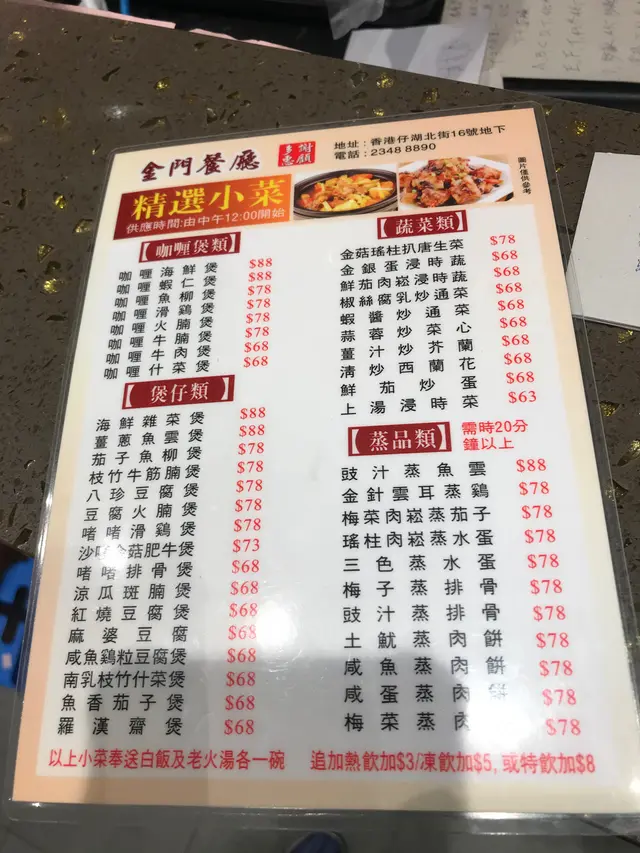 金門餐廳
多謝惠顧
地址：香港仔湖北街16號地下
電話：2348 8890
精選小菜
供應時間:由中午12:00開始
圖片僅供參考
【咖喱煲類】
咖喱海鮮煲 $88
咖喱蝦仁煲 $88
咖喱魚柳煲 $78
咖喱滑鷄煲 $78
咖喱火腩煲 $78
咖喱牛腩煲 $78
咖喱牛肉煲 $68
咖喱什菜煲 $68
【煲仔類】
海鮮雜菜煲 $88
薑蔥魚雲煲 $88
茄子魚柳煲 $78
枝竹牛筋腩煲 $78
八珍豆腐煲 $78
豆腐火腩煲 $78
啫啫滑鷄煲 $78
沙 金菇肥牛煲 $73
啫啫排骨煲 $68
涼瓜斑腩煲 $68
紅燒豆腐煲 $68
麻婆豆腐 $68
咸魚鷄粒豆腐煲 $68
南乳枝竹什菜煲 $68
魚香茄子煲 $68
羅漢齋煲 $68
【蔬菜類】
金菇瑤柱扒唐生菜 $78
金銀蛋浸時蔬 $68
鮮茄肉崧浸時蔬 $68
椒絲腐乳炒通菜 $68
蝦醬炒通菜 $68
蒜蓉炒菜心 $68
薑汁炒芥蘭 $68
淸炒西蘭花 $68
鮮茄炒蛋 $68
上湯浸時菜 $63
【蒸品類】需時20分鐘以上
豉汁蒸魚雲 $88
金針雲耳蒸鷄 $78
梅菜肉崧蒸茄子 $78
瑤柱肉崧蒸水蛋 $78
三色蒸水蛋 $78
梅子蒸排骨 $78
豉汁蒸排骨 $78
土魷蒸肉餅 $78
咸魚蒸肉餅 $78
咸蛋蒸肉餅 $78
梅菜蒸肉 $78
以上小菜奉送白飯及老火湯各一碗
追加熱飲加$3/凍飲加$5, 或特飲加$8